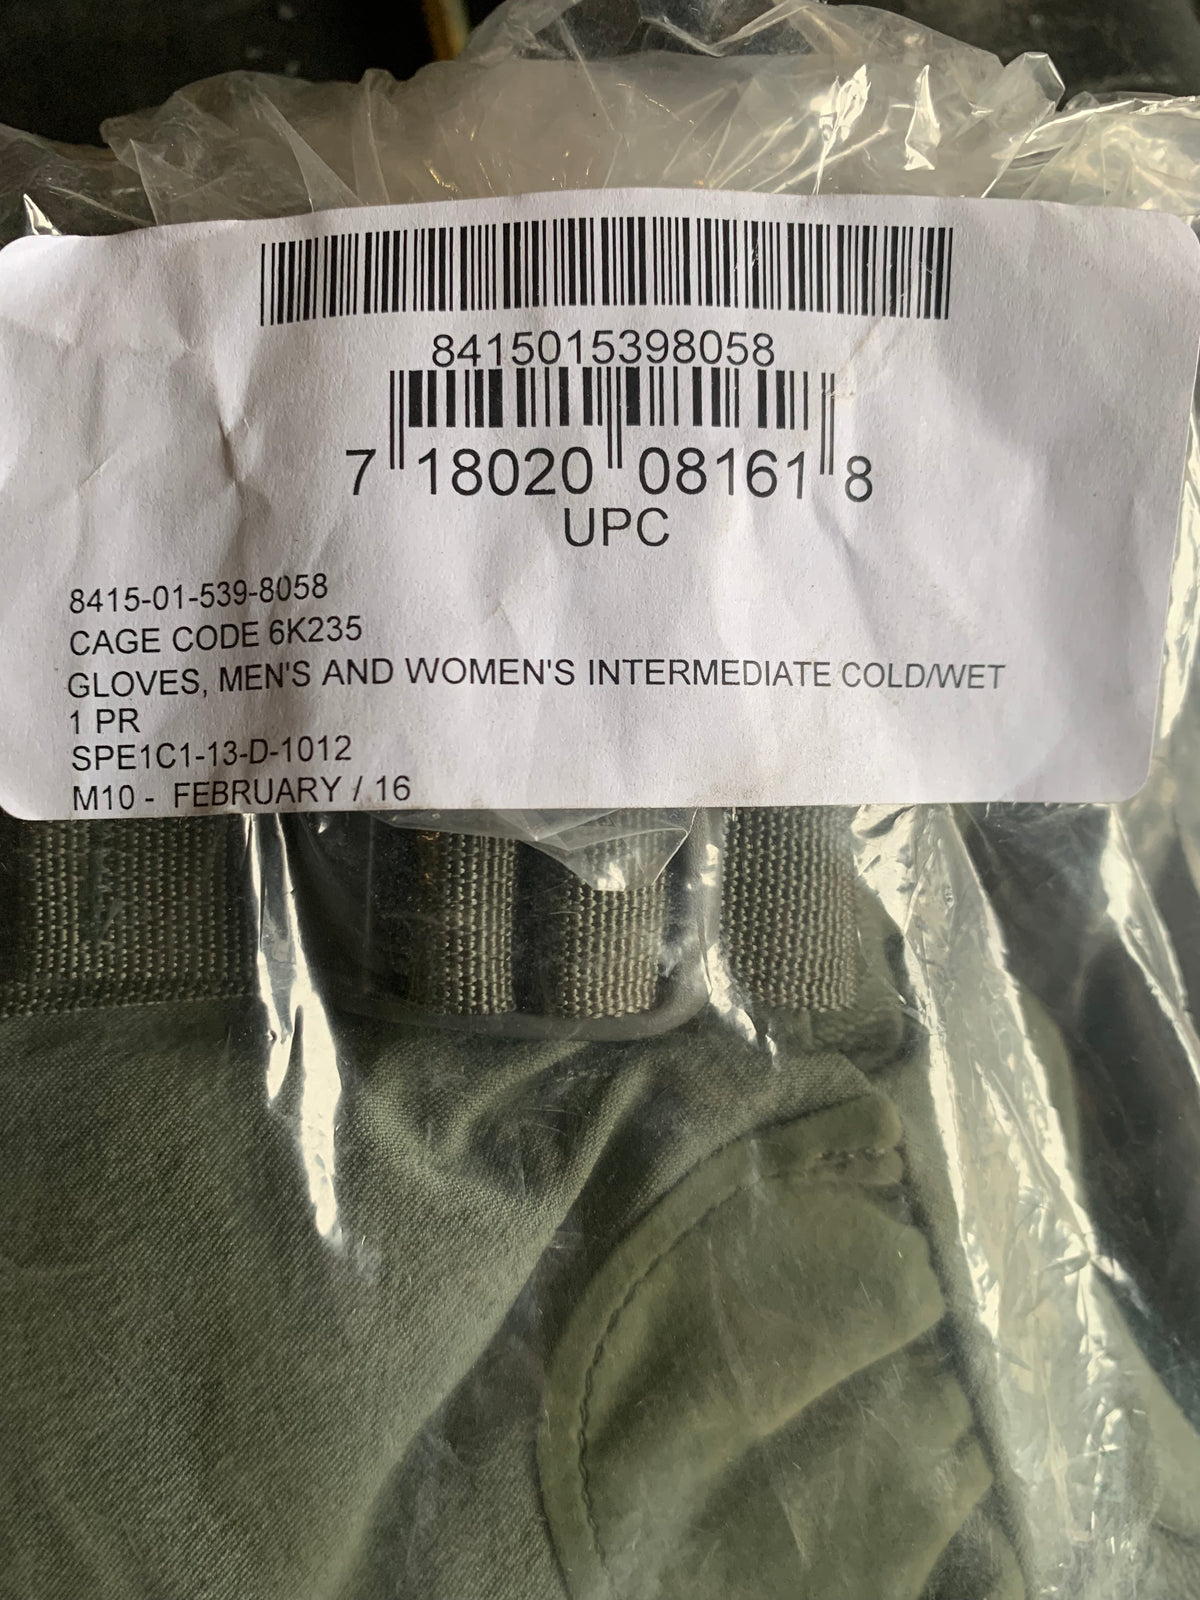 8415015398058
7 18020 08161 8
UPC
8415-01-539-8058
CAGE CODE 6K235
GLOVES, MEN'S AND WOMEN'S INTERMEDIATE COLD/WET
1 PR
SPE1C1-13-D-1012
M10 - FEBRUARY / 16